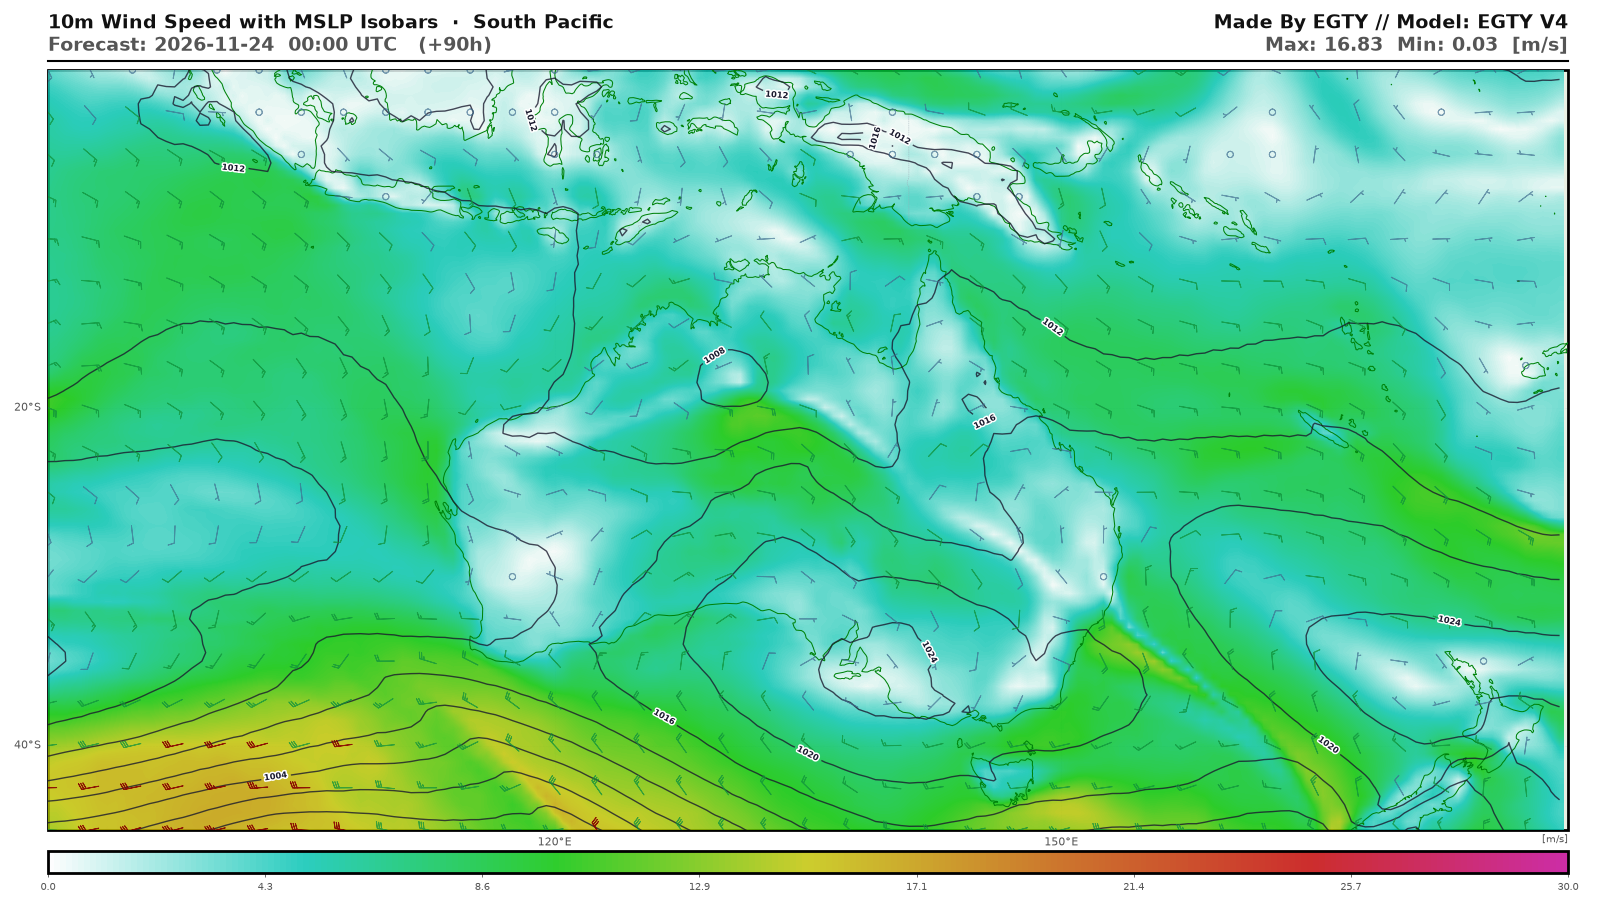 10m Wind Speed with MSLP Isobars · South Pacific
Made By EGTY // Model: EGTY V4
Forecast: 2026-11-24 00:00 UTC (+90h)
Max: 16.83 Min: 0.03 [m/s]
1012
1012
1012
1016
1012
1012
1008
1016
20°S
1024
1024
1016
1020
1020
40°S
1004
120°E
150°E
[m/s]
0.0
4.3
8.6
12.9
17.1
21.4
25.7
30.0